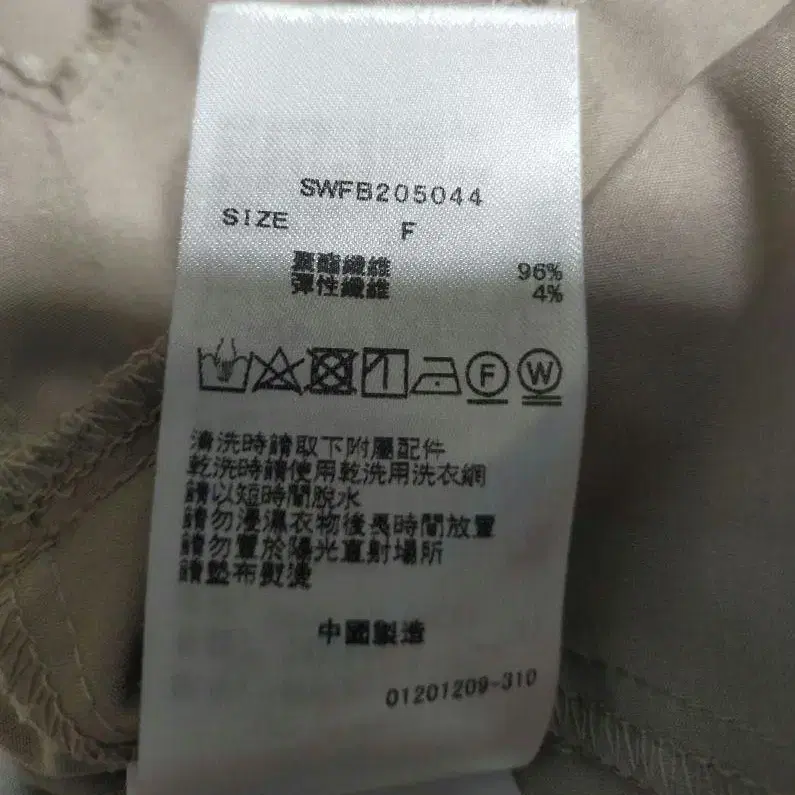 SWFB205044
SIZE F
聚酯纖維 96%
彈性纖維 4%
F W
清洗時請取下附屬配件
乾洗時請使用乾洗用洗衣網
請以短時間脫水
請勿浸濕衣物後長時間放置
請勿置於陽光直射場所
請墊布熨燙
中國製造
01201209-310